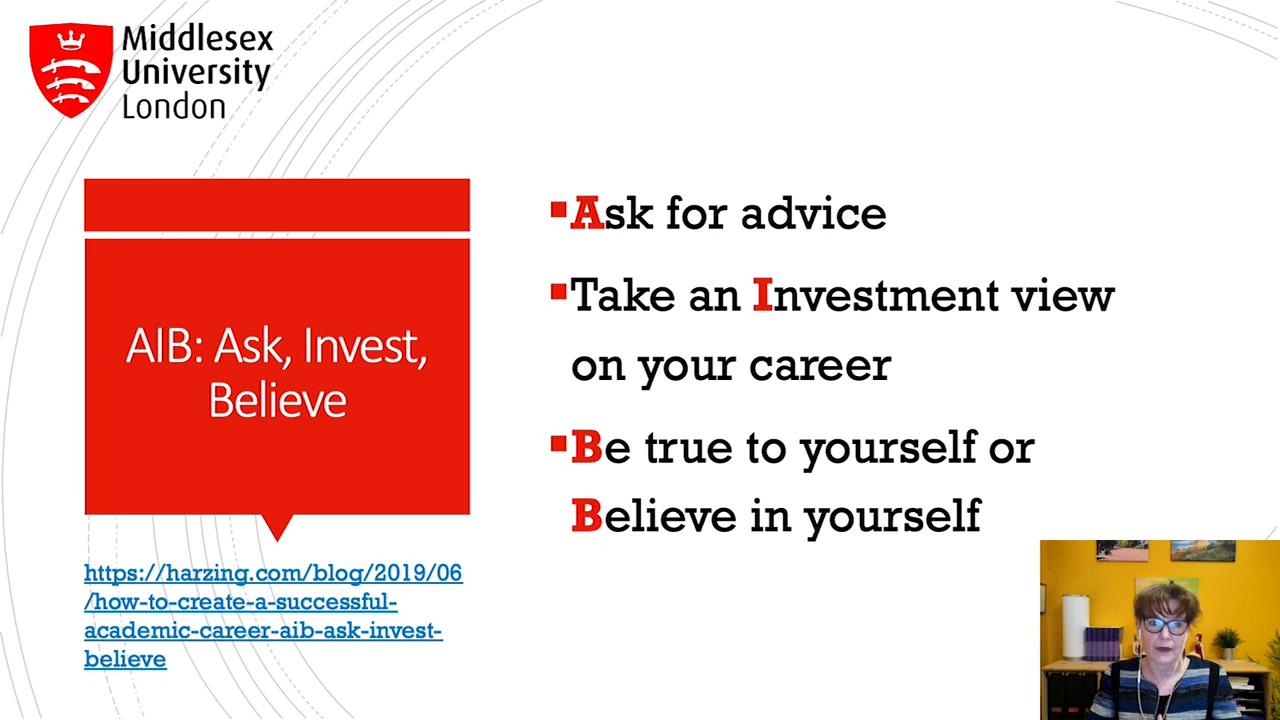 Middlesex
University
London
AIB: Ask, Invest,
Believe
https://harzing.com/blog/2019/06
/how-to-create-a-successful-
academic-career-aib-ask-invest-
believe
Ask for advice
Take an Investment view
on your career
Be true to yourself or
Believe in yourself